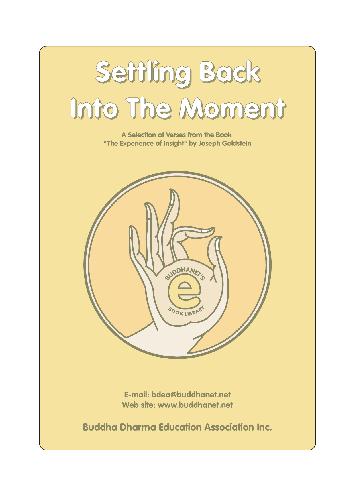 Settling Back
Into The Moment
A Selection of Verses from the Book
"The Experience of Insight" by Joseph Goldstein
BUDDHANET'S
e
BOOK LIBRARY
E-mail: bdea@buddhanet.net
Web site: www.buddhanet.net
Buddha Dharma Education Association Inc.